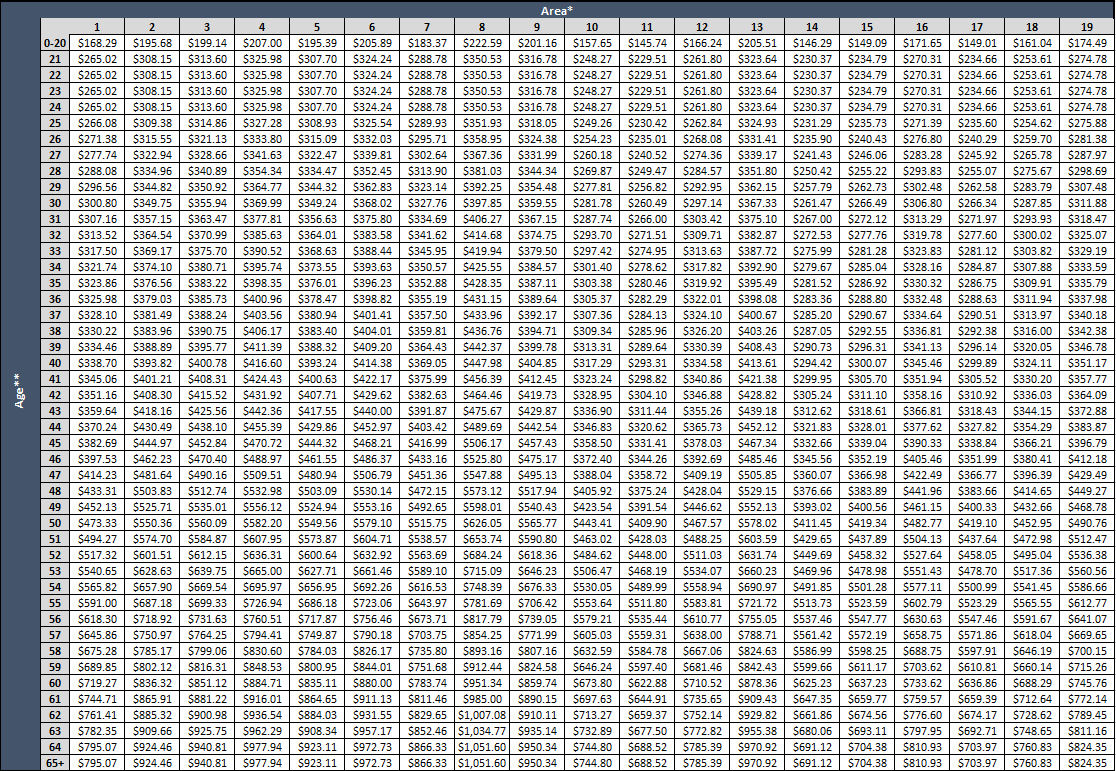 Area*
1 2 3 4 5 6 7 8 9 10 11 12 13 14 15 16 17 18 19
0-20 $168.29 $195.68 $199.14 $207.00 $195.39 $205.89 $183.37 $222.59 $201.16 $157.65 $145.74 $166.24 $205.51 $146.29 $149.09 $171.65 $149.01 $161.04 $174.49
21 $265.02 $308.15 $313.60 $325.98 $307.70 $324.24 $288.78 $350.53 $316.78 $248.27 $229.51 $261.80 $323.64 $230.37 $234.79 $270.31 $234.66 $253.61 $274.78
22 $265.02 $308.15 $313.60 $325.98 $307.70 $324.24 $288.78 $350.53 $316.78 $248.27 $229.51 $261.80 $323.64 $230.37 $234.79 $270.31 $234.66 $253.61 $274.78
23 $265.02 $308.15 $313.60 $325.98 $307.70 $324.24 $288.78 $350.53 $316.78 $248.27 $229.51 $261.80 $323.64 $230.37 $234.79 $270.31 $234.66 $253.61 $274.78
24 $265.02 $308.15 $313.60 $325.98 $307.70 $324.24 $288.78 $350.53 $316.78 $248.27 $229.51 $261.80 $323.64 $230.37 $234.79 $270.31 $234.66 $253.61 $274.78
25 $266.08 $309.38 $314.86 $327.28 $308.93 $325.54 $289.93 $351.93 $318.05 $249.26 $230.42 $262.84 $324.93 $231.29 $235.73 $271.39 $235.60 $254.62 $275.88
26 $271.38 $315.55 $321.13 $333.80 $315.09 $332.03 $295.71 $358.95 $324.38 $254.23 $235.01 $268.08 $331.41 $235.90 $240.43 $276.80 $240.29 $259.70 $281.38
27 $277.74 $322.94 $328.66 $341.63 $322.47 $339.81 $302.64 $367.36 $331.99 $260.18 $240.52 $274.36 $339.17 $241.43 $246.06 $283.28 $245.92 $265.78 $287.97
28 $288.08 $334.96 $340.89 $354.34 $334.47 $352.45 $313.90 $381.03 $344.34 $269.87 $249.47 $284.57 $351.80 $250.42 $255.22 $293.83 $255.07 $275.67 $298.69
29 $296.56 $344.82 $350.92 $364.77 $344.32 $362.83 $323.14 $392.25 $354.48 $277.81 $256.82 $292.95 $362.15 $257.79 $262.73 $302.48 $262.58 $283.79 $307.48
30 $300.80 $349.75 $355.94 $369.99 $349.24 $368.02 $327.76 $397.85 $359.55 $281.78 $260.49 $297.14 $367.33 $261.47 $266.49 $306.80 $266.34 $287.85 $311.88
31 $307.16 $357.15 $363.47 $377.81 $356.63 $375.80 $334.69 $406.27 $367.15 $287.74 $266.00 $303.42 $375.10 $267.00 $272.12 $313.29 $271.97 $293.93 $318.47
32 $313.52 $364.54 $370.99 $385.63 $364.01 $383.58 $341.62 $414.68 $374.75 $293.70 $271.51 $309.71 $382.87 $272.53 $277.76 $319.78 $277.60 $300.02 $325.07
33 $317.50 $369.17 $375.70 $390.52 $368.63 $388.44 $345.95 $419.94 $379.50 $297.42 $274.95 $313.63 $387.72 $275.99 $281.28 $323.83 $281.12 $303.82 $329.19
34 $321.74 $374.10 $380.71 $395.74 $373.55 $393.63 $350.57 $425.55 $384.57 $301.40 $278.62 $317.82 $392.90 $279.67 $285.04 $328.16 $284.87 $307.88 $333.59
35 $323.86 $376.56 $383.22 $398.35 $376.01 $396.23 $352.88 $428.35 $387.11 $303.38 $280.46 $319.92 $395.49 $281.52 $286.92 $330.32 $286.75 $309.91 $335.79
36 $325.98 $379.03 $385.73 $400.96 $378.47 $398.82 $355.19 $431.15 $389.64 $305.37 $282.29 $322.01 $398.08 $283.36 $288.80 $332.48 $288.63 $311.94 $337.98
37 $328.10 $381.49 $388.24 $403.56 $380.94 $401.41 $357.50 $433.96 $392.17 $307.36 $284.13 $324.10 $400.67 $285.20 $290.67 $334.64 $290.51 $313.97 $340.18
38 $330.22 $383.96 $390.75 $406.17 $383.40 $404.01 $359.81 $436.76 $394.71 $309.34 $285.96 $326.20 $403.26 $287.05 $292.55 $336.81 $292.38 $316.00 $342.38
39 $334.46 $388.89 $395.77 $411.39 $388.32 $409.20 $364.43 $442.37 $399.78 $313.31 $289.64 $330.39 $408.43 $290.73 $296.31 $341.13 $296.14 $320.05 $346.78
40 $338.70 $393.82 $400.78 $416.60 $393.24 $414.38 $369.05 $447.98 $404.85 $317.29 $293.31 $334.58 $413.61 $294.42 $300.07 $345.46 $299.89 $324.11 $351.17
41 $345.06 $401.21 $408.31 $424.43 $400.63 $422.17 $375.99 $456.39 $412.45 $323.24 $298.82 $340.86 $421.38 $299.95 $305.70 $351.94 $305.52 $330.20 $357.77
42 $351.16 $408.30 $415.52 $431.92 $407.71 $429.62 $382.63 $464.46 $419.73 $328.95 $304.10 $346.88 $428.82 $305.24 $311.10 $358.16 $310.92 $336.03 $364.09
43 $359.64 $418.16 $425.56 $442.36 $417.55 $440.00 $391.87 $475.67 $429.87 $336.90 $311.44 $355.26 $439.18 $312.62 $318.61 $366.81 $318.43 $344.15 $372.88
44 $370.24 $430.49 $438.10 $455.39 $429.86 $452.97 $403.42 $489.69 $442.54 $346.83 $320.62 $365.73 $452.12 $321.83 $328.01 $377.62 $327.82 $354.29 $383.87
45 $382.69 $444.97 $452.84 $470.72 $444.32 $468.21 $416.99 $506.17 $457.43 $358.50 $331.41 $378.03 $467.34 $332.66 $339.04 $390.33 $338.84 $366.21 $396.79
46 $397.53 $462.23 $470.40 $488.97 $461.55 $486.37 $433.16 $525.80 $475.17 $372.40 $344.26 $392.69 $485.46 $345.56 $352.19 $405.46 $351.99 $380.41 $412.18
47 $414.23 $481.64 $490.16 $509.51 $480.94 $506.79 $451.36 $547.88 $495.13 $388.04 $358.72 $409.19 $505.85 $360.07 $366.98 $422.49 $366.77 $396.39 $429.49
48 $433.31 $503.83 $512.74 $532.98 $503.09 $530.14 $472.15 $573.12 $517.94 $405.92 $375.24 $428.04 $529.15 $376.66 $383.89 $441.96 $383.66 $414.65 $449.27
49 $452.13 $525.71 $535.01 $556.12 $524.94 $553.16 $492.65 $598.01 $540.43 $423.54 $391.54 $446.62 $552.13 $393.02 $400.56 $461.15 $400.33 $432.66 $468.78
50 $473.33 $550.36 $560.09 $582.20 $549.56 $579.10 $515.75 $626.05 $565.77 $443.41 $409.90 $467.57 $578.02 $411.45 $419.34 $482.77 $419.10 $452.95 $490.76
51 $494.27 $574.70 $584.87 $607.95 $573.87 $604.71 $538.57 $653.74 $590.80 $463.02 $428.03 $488.25 $603.59 $429.65 $437.89 $504.13 $437.64 $472.98 $512.47
52 $517.32 $601.51 $612.15 $636.31 $600.64 $632.92 $563.69 $684.24 $618.36 $484.62 $448.00 $511.03 $631.74 $449.69 $458.32 $527.64 $458.05 $495.04 $536.38
53 $540.65 $628.63 $639.75 $665.00 $627.71 $661.46 $589.10 $715.09 $646.23 $506.47 $468.19 $534.07 $660.23 $469.96 $478.98 $551.43 $478.70 $517.36 $560.56
54 $565.82 $657.90 $669.54 $695.97 $656.95 $692.26 $616.53 $748.39 $676.33 $530.05 $489.99 $558.94 $690.97 $491.85 $501.28 $577.11 $500.99 $541.45 $586.66
55 $591.00 $687.18 $699.33 $726.94 $686.18 $723.06 $643.97 $781.69 $706.42 $553.64 $511.80 $583.81 $721.72 $513.73 $523.59 $602.79 $523.29 $565.55 $612.77
56 $618.30 $718.92 $731.63 $760.51 $717.87 $756.46 $673.71 $817.79 $739.05 $579.21 $535.44 $610.77 $755.05 $537.46 $547.77 $630.63 $547.46 $591.67 $641.07
57 $645.86 $750.97 $764.25 $794.41 $749.87 $790.18 $703.75 $854.25 $771.99 $605.03 $559.31 $638.00 $788.71 $561.42 $572.19 $658.75 $571.86 $618.04 $669.65
58 $675.28 $785.17 $799.06 $830.60 $784.03 $826.17 $735.80 $893.16 $807.16 $632.59 $584.78 $667.06 $824.63 $586.99 $598.25 $688.75 $597.91 $646.19 $700.15
59 $689.85 $802.12 $816.31 $848.53 $800.95 $844.01 $751.68 $912.44 $824.58 $646.24 $597.40 $681.46 $842.43 $599.66 $611.17 $703.62 $610.81 $660.14 $715.26
60 $719.27 $836.32 $851.12 $884.71 $835.11 $880.00 $783.74 $951.34 $859.74 $673.80 $622.88 $710.52 $878.36 $625.23 $637.23 $733.62 $636.86 $688.29 $745.76
61 $744.71 $865.91 $881.22 $916.01 $864.65 $911.13 $811.46 $985.00 $890.15 $697.63 $644.91 $735.65 $909.43 $647.35 $659.77 $759.57 $659.39 $712.64 $772.14
62 $761.41 $885.32 $900.98 $936.54 $884.03 $931.55 $829.65 $1,007.08 $910.11 $713.27 $659.37 $752.14 $929.82 $661.86 $674.56 $776.60 $674.17 $728.62 $789.45
Age**
63 $782.35 $909.66 $925.75 $962.29 $908.34 $957.17 $852.46 $1,034.77 $935.14 $732.89 $677.50 $772.82 $955.38 $680.06 $693.11 $797.95 $692.71 $748.65 $811.16
64 $795.07 $924.46 $940.81 $977.94 $923.11 $972.73 $866.33 $1,051.60 $950.34 $744.80 $688.52 $785.39 $970.92 $691.12 $704.38 $810.93 $703.97 $760.83 $824.35
65+ $795.07 $924.46 $940.81 $977.94 $923.11 $972.73 $866.33 $1,051.60 $950.34 $744.80 $688.52 $785.39 $970.92 $691.12 $704.38 $810.93 $703.97 $760.83 $824.35